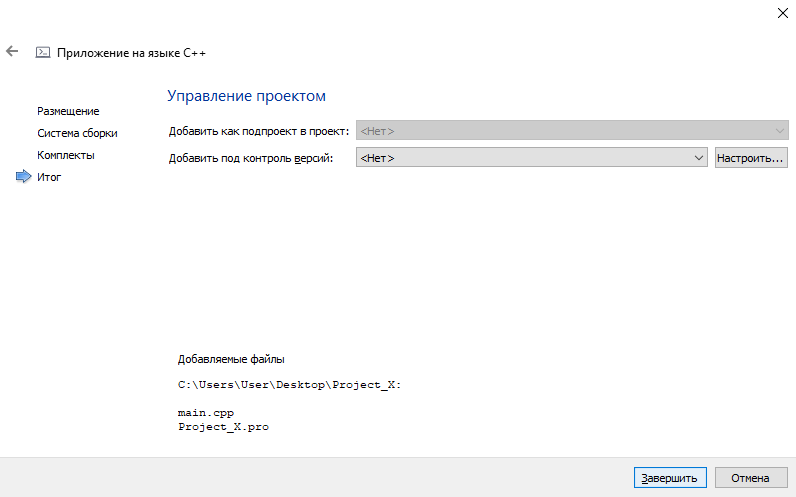 Приложение на языке C++
Управление проектом
Размещение
Система сборки
Комплекты
Итог
Добавить как подпроект в проект: <Нет>
Добавить под контроль версий: <Нет> Настроить...
Добавляемые файлы
C:\Users\User\Desktop\Project_X:
main.cpp
Project_X.pro
Завершить Отмена